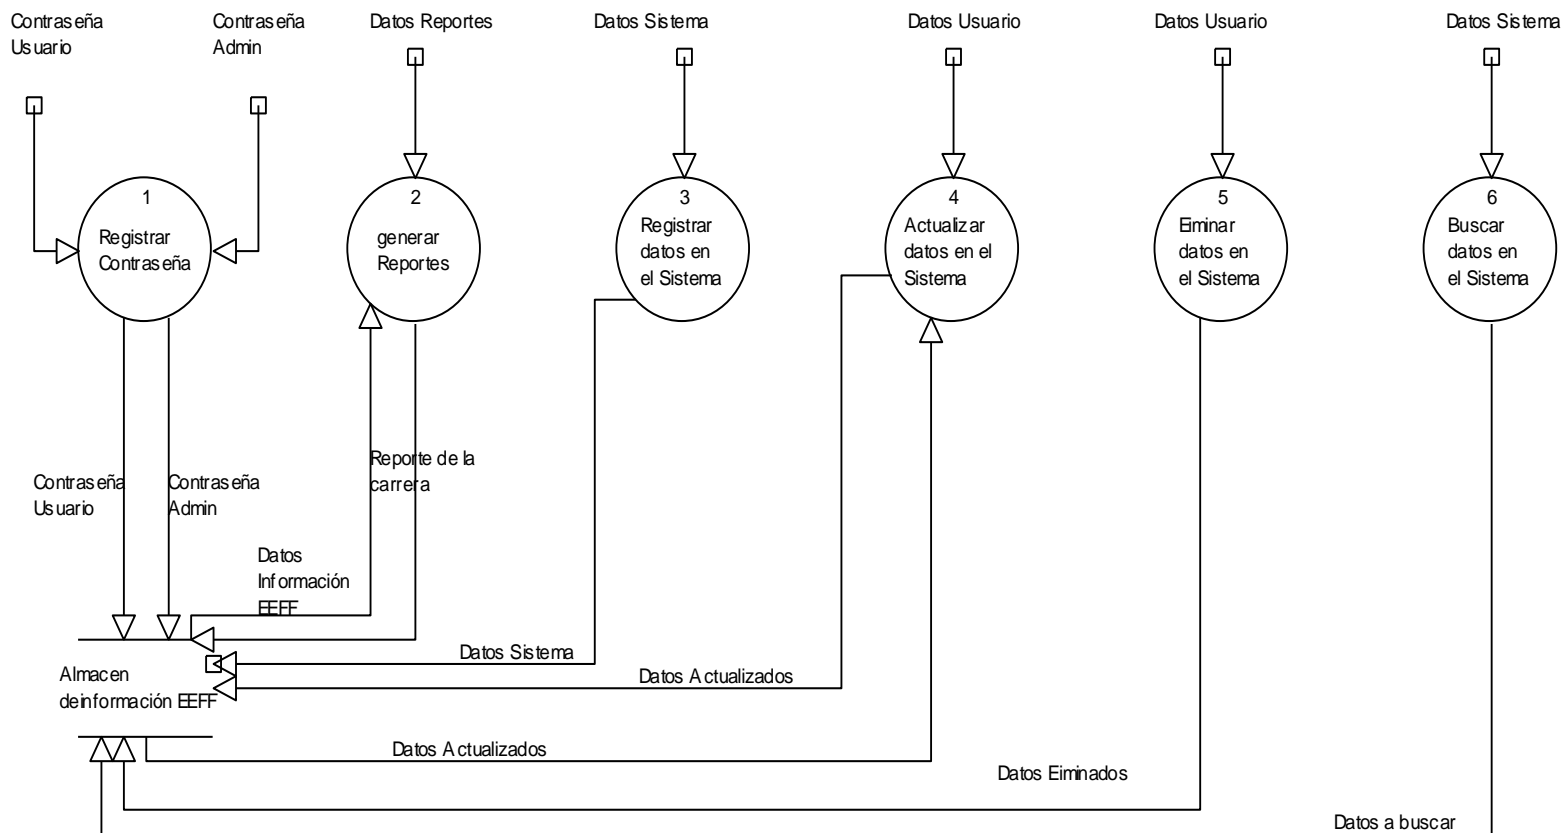 Contraseña
Usuario
Contraseña
Admin
Datos Reportes
Datos Sistema
Datos Usuario
Datos Usuario
Datos Sistema
1
Registrar
Contraseña
2
generar
Reportes
3
Registrar
datos en
el Sistema
4
Actualizar
datos en el
Sistema
5
Eiminar
datos en
el Sistema
6
Buscar
datos en
el Sistema
Contraseña
Usuario
Contraseña
Admin
Reporte de la
carrera
Datos
Información
EEFF
Datos Sistema
Almacen
deinformación EEFF
Datos Actualizados
Datos Actualizados
Datos Eiminados
Datos a buscar